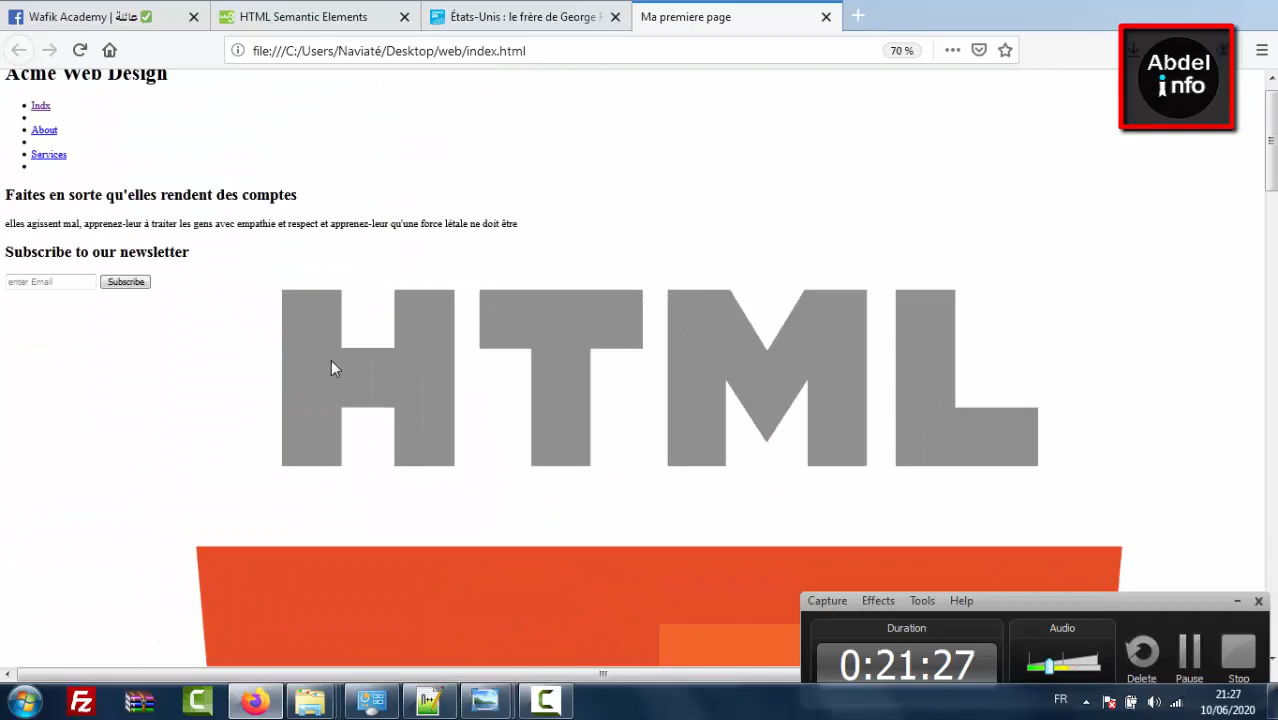 Wafik Academy | عائلة
HTML Semantic Elements
États-Unis : le frère de George F
Ma premiere page
file:///C:/Users/Naviaté/Desktop/web/index.html
70 %
Abdel
info
Acme Web Design
Indx
About
Services
Faites en sorte qu'elles rendent des comptes
elles agissent mal, apprenez-leur à traiter les gens avec empathie et respect et apprenez-leur qu'une force létale ne doit être
Subscribe to our newsletter
enter Email
Subscribe
HTML
Capture Effects Tools Help
Duration
Audio
0:21:27
Delete
Pause
Stop
FR
21:27
10/06/2020